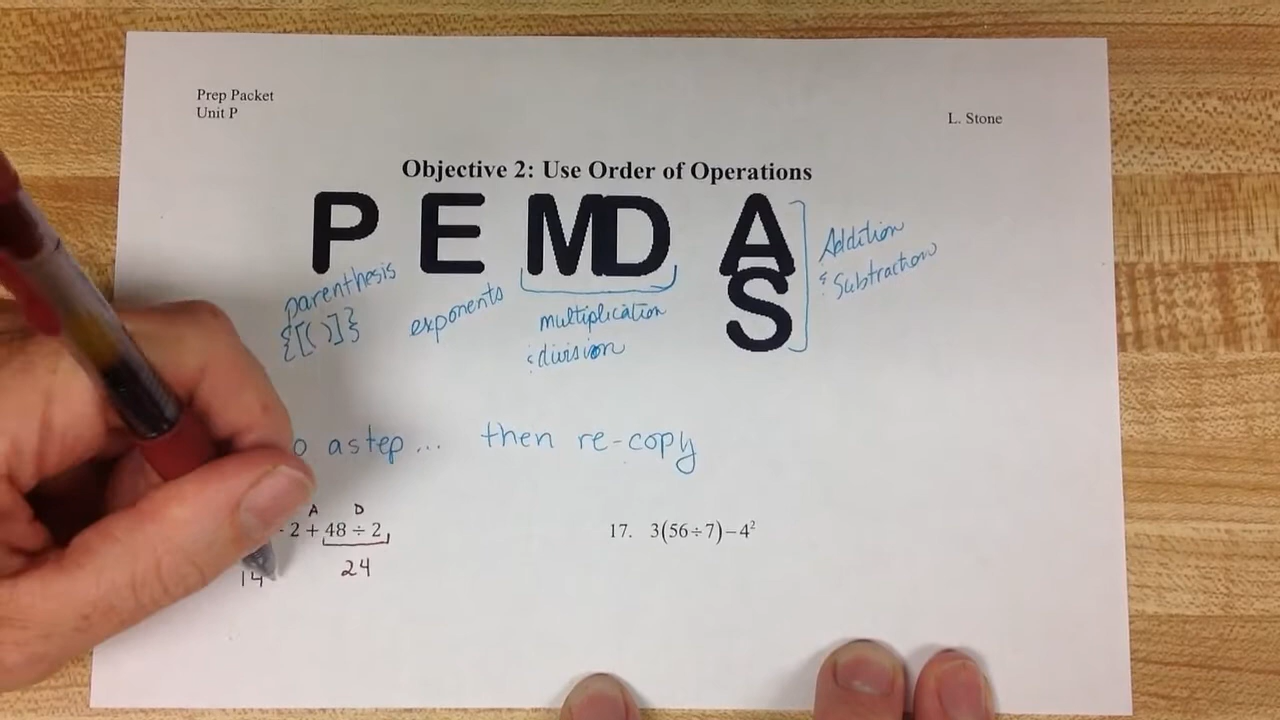 Prep Packet
Unit P
L. Stone
Objective 2: Use Order of Operations
P E MD A
S
parenthesis
{[( )]}
exponents
multiplication
& division
Addition
& Subtraction
a step... then re-copy
A D
- 2 + 48 ÷ 2
14 24
17. 3(56÷7)–4²